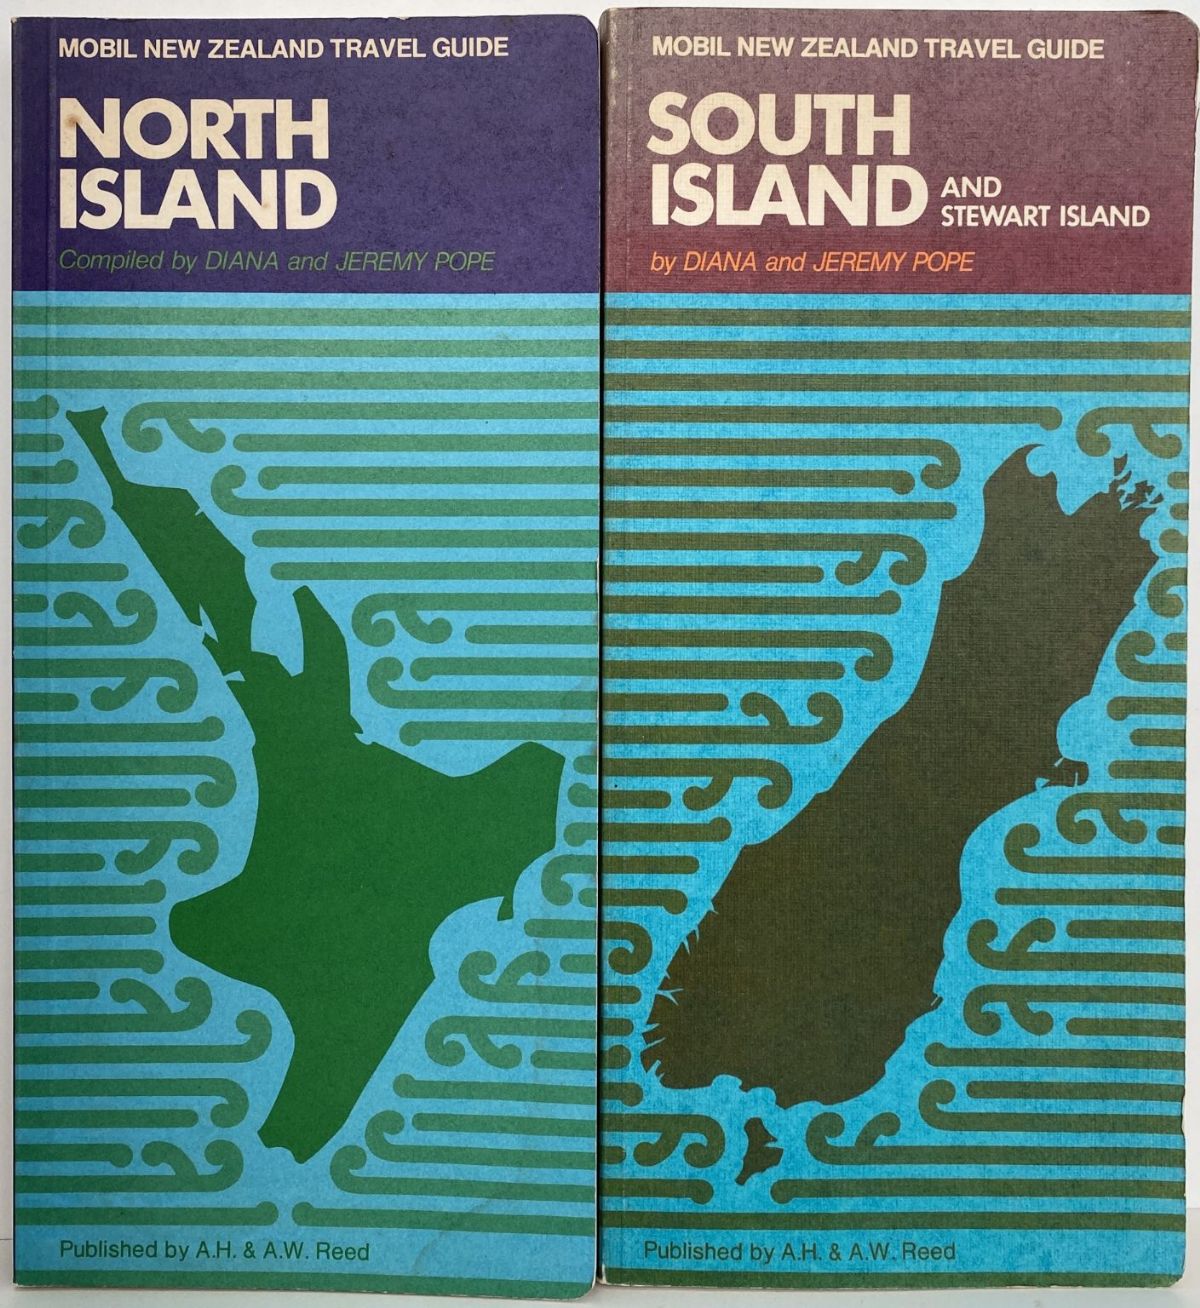 MOBIL NEW ZEALAND TRAVEL GUIDE
NORTH
ISLAND
Compiled by DIANA and JEREMY POPE
Published by A.H. & A.W. Reed
MOBIL NEW ZEALAND TRAVEL GUIDE
SOUTH
ISLAND AND
STEWART ISLAND
by DIANA and JEREMY POPE
Published by A.H. & A.W. Reed